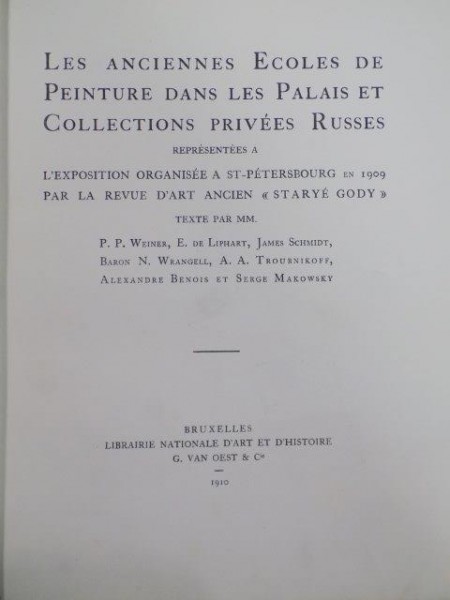 LES ANCIENNES ECOLES DE
PEINTURE DANS LES PALAIS ET
COLLECTIONS PRIVÉES RUSSES
REPRÉSENTÉES A
L'EXPOSITION ORGANISÉE A ST-PÉTERSBOURG EN 1909
PAR LA REVUE D'ART ANCIEN « STARYÉ GODY »
TEXTE PAR MM.
P. P. WEINER, E. DE LIPHART, JAMES SCHMIDT,
BARON N. WRANGELL, A. A. TROUBNIKOFF,
ALEXANDRE BENOIS ET SERGE MAKOWSKY
BRUXELLES
LIBRAIRIE NATIONALE D'ART ET D'HISTOIRE
G. VAN OEST & Cie
1910